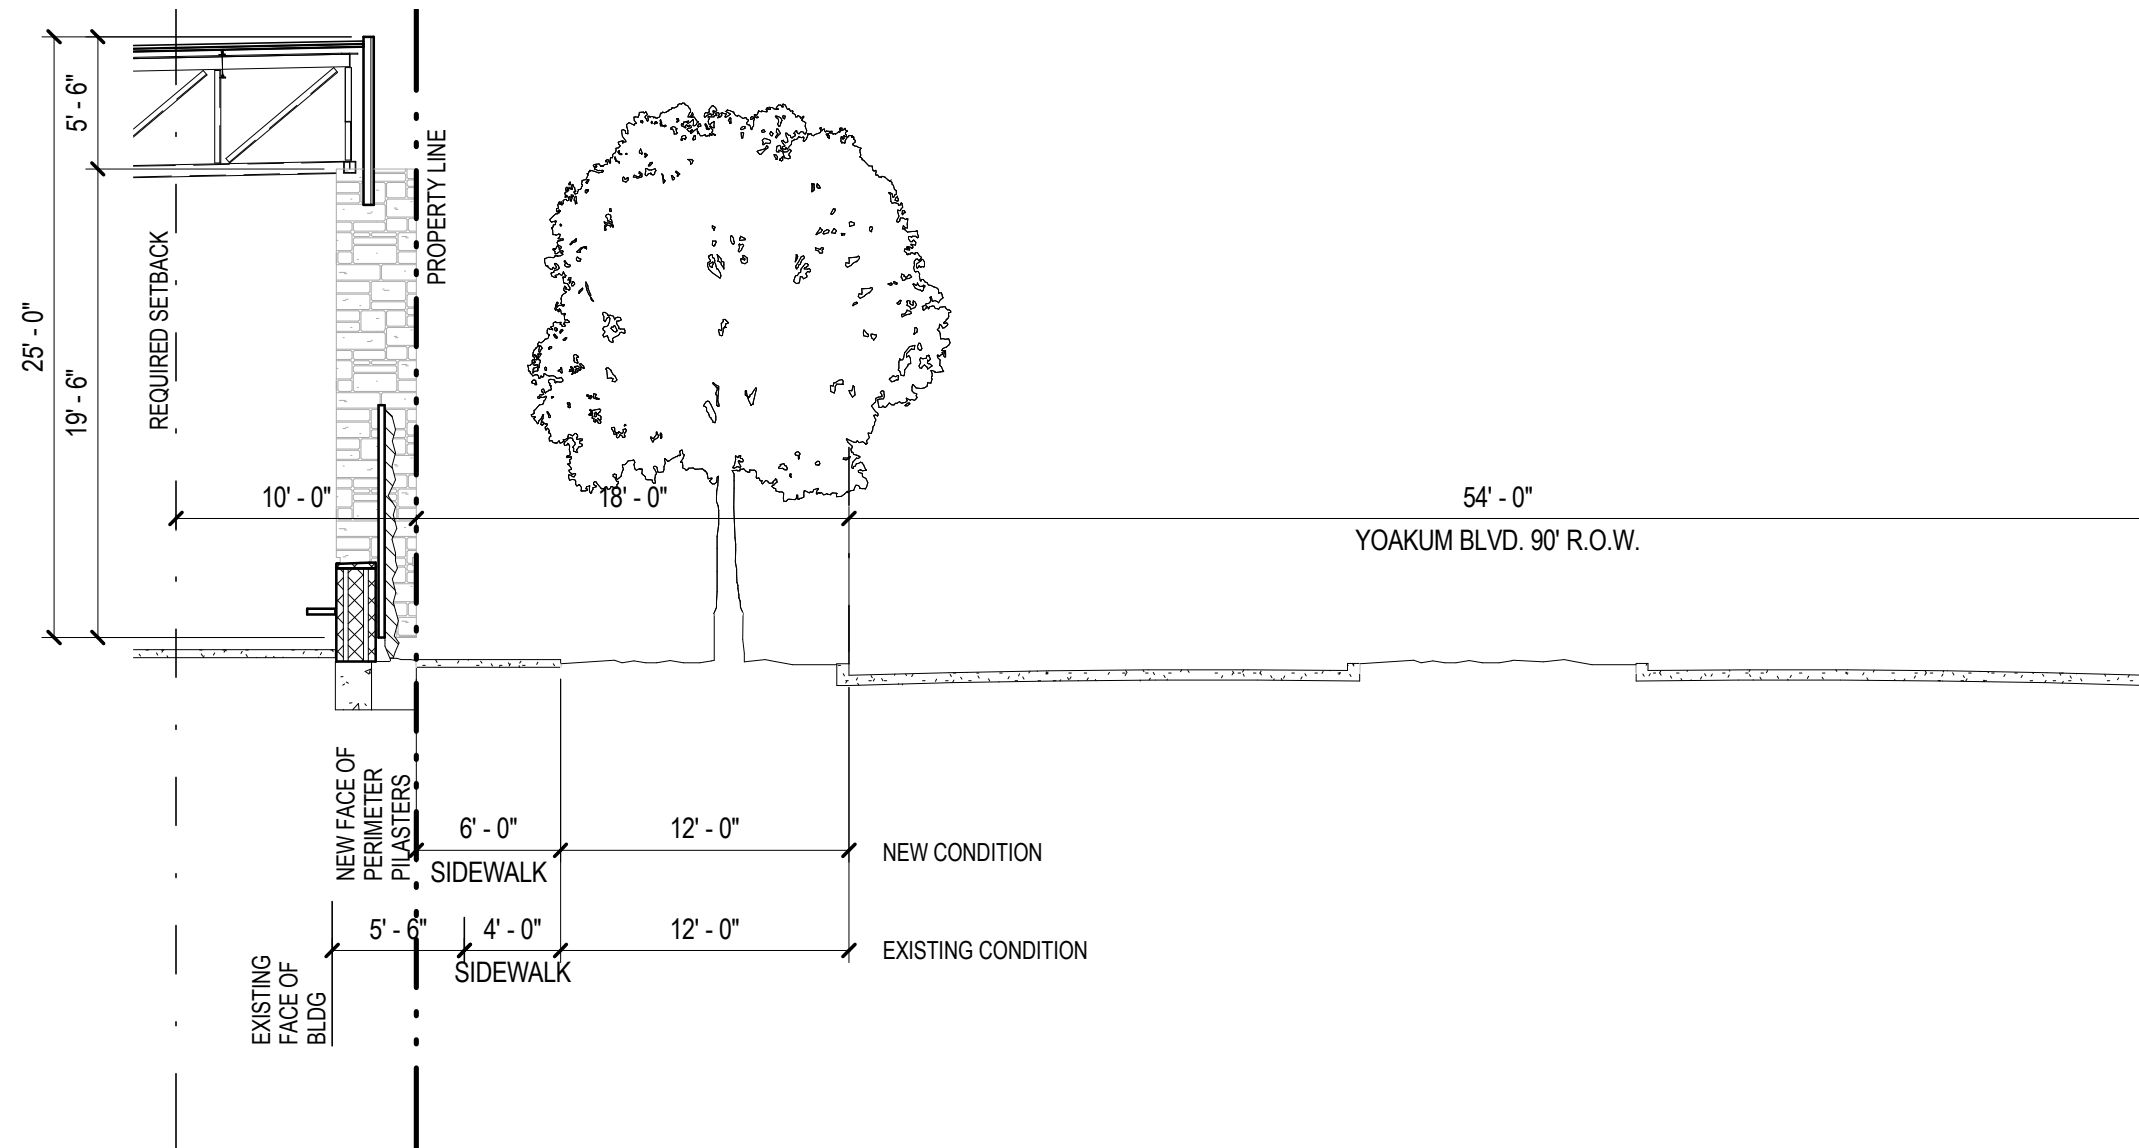 5' - 6"
25' - 0"
19' - 6"
REQUIRED SETBACK
PROPERTY LINE
10' - 0"
18' - 0"
54' - 0"
YOAKUM BLVD. 90' R.O.W.
NEW FACE OF
PERIMETER
PILASTERS
6' - 0"
12' - 0"
SIDEWALK
NEW CONDITION
5' - 6"
4' - 0"
12' - 0"
SIDEWALK
EXISTING CONDITION
EXISTING
FACE OF
BLDG